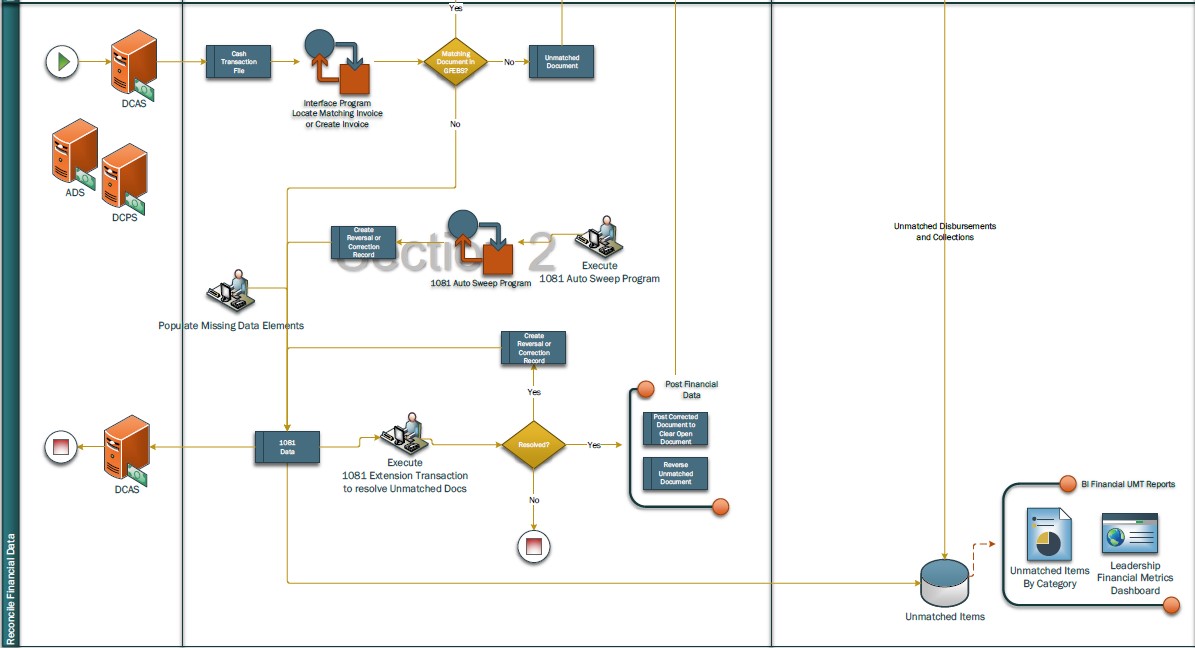 Yes
DCAS
Cash
Transaction
File
Interface Program
Locate Matching Invoice
or Create Invoice
Matching
Document in
GFEBS?
No
Unmatched
Document
No
ADS
DCPS
Section 2
Create
Reversal or
Correction
Record
1081 Auto Sweep Program
Execute
1081 Auto Sweep Program
Unmatched Disbursements
and Collections
Populate Missing Data Elements
Create
Reversal or
Correction
Record
Yes
Post Financial
Data
Post Corrected
Document to
Clear Open
Document
Reverse
Unmatched
Document
DCAS
1081
Data
Execute
1081 Extension Transaction
to resolve Unmatched Docs
Resolved?
Yes
No
BI Financial UMT Reports
Unmatched Items
By Category
Leadership
Financial Metrics
Dashboard
Unmatched Items
Reconcile Financial Data